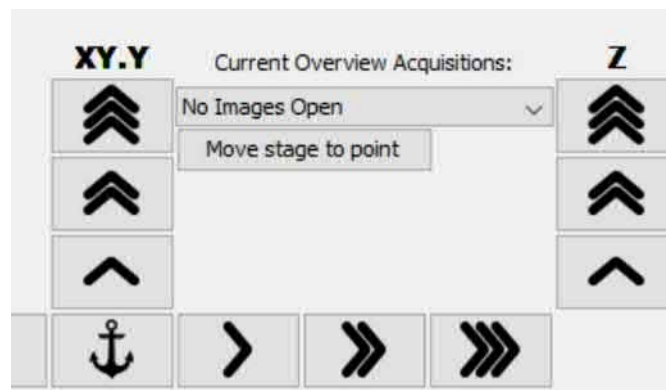 XY.Y
Current Overview Acquisitions:
Z
No Images Open
Move stage to point